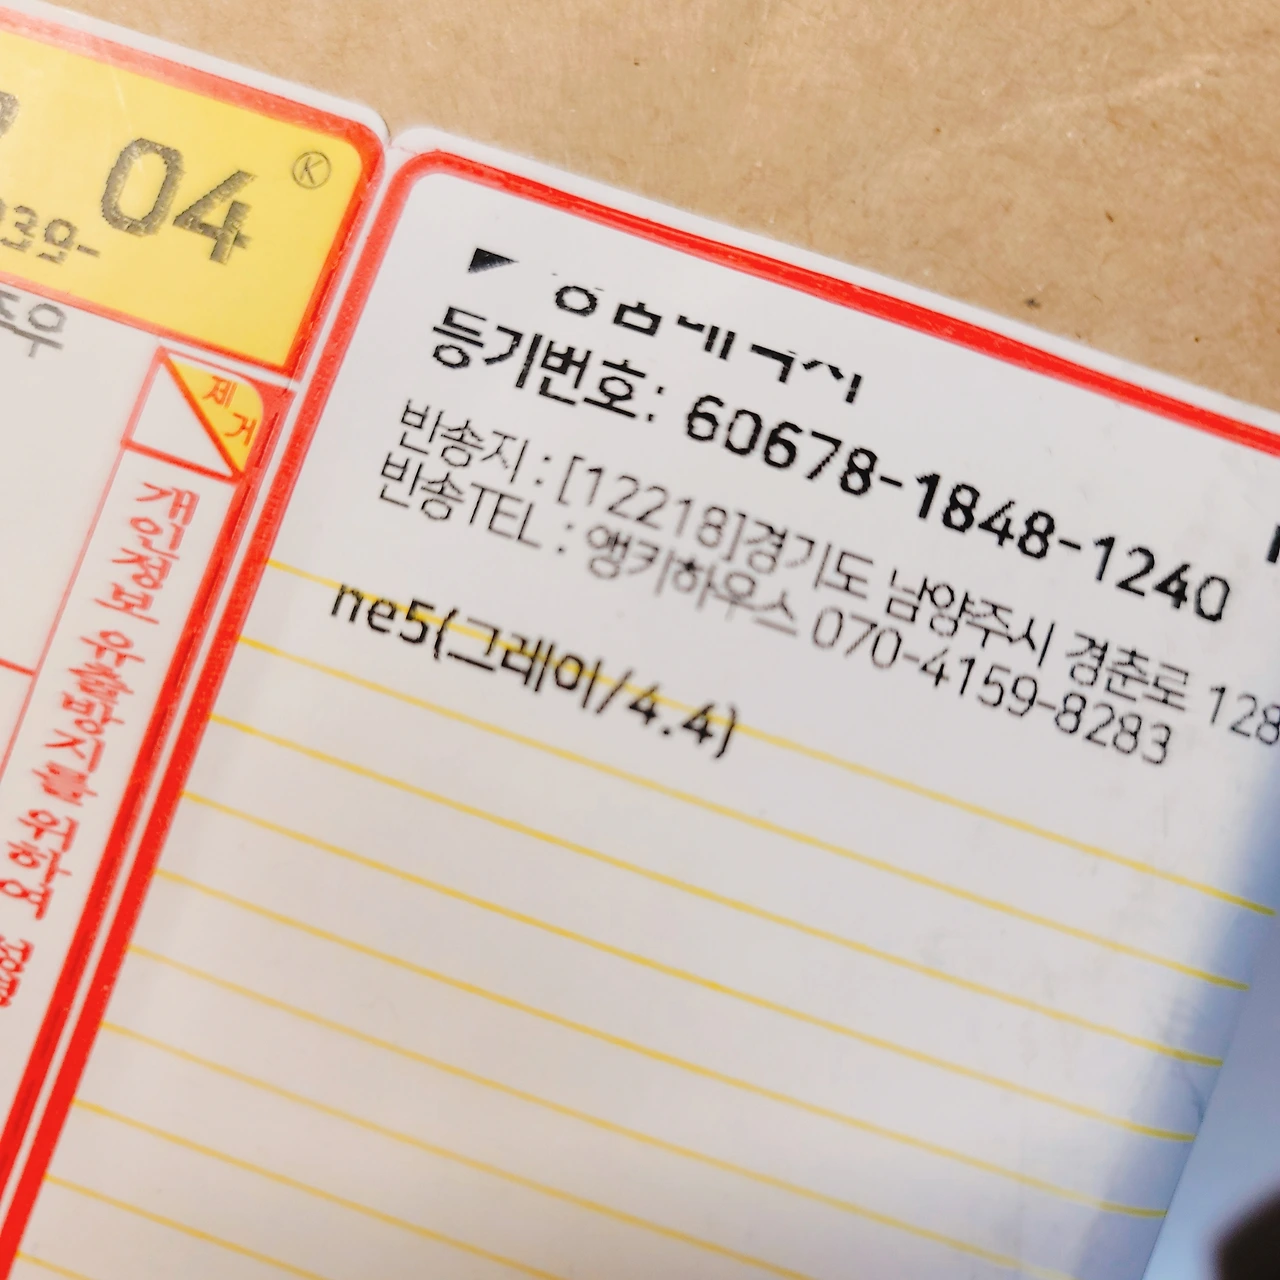 04
Ⓚ
제거
개인정보 유출방지를 위하여
등기번호: 60678-1848-1240
반송지 : [12218]경기도 남양주시 경춘로 128
반송TEL : 앵키하우스 070-4159-8283
ne5(그레이/4.4)